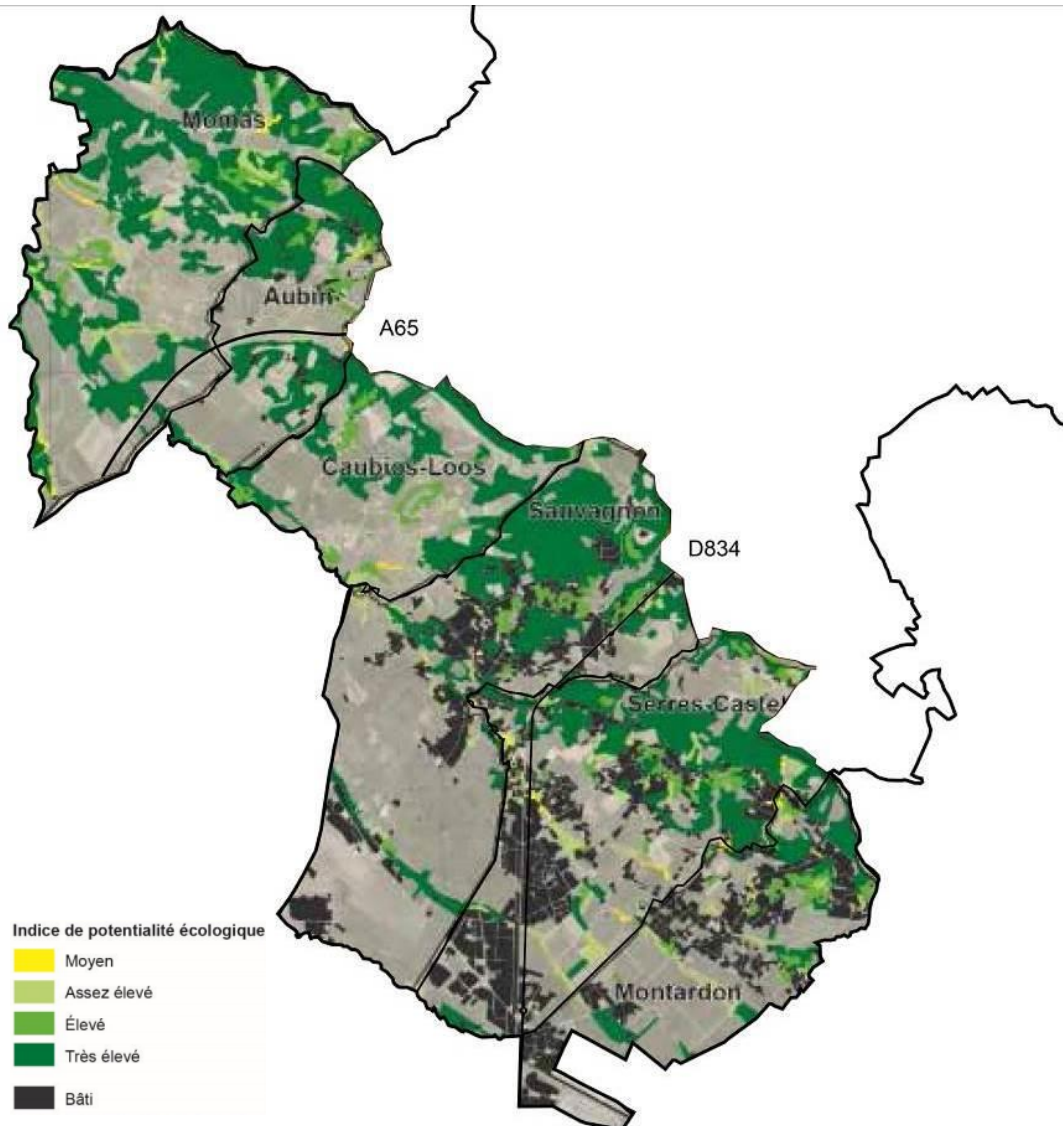 Momas
Aubin
A65
Caubios-Loos
Sauvagnon
D834
Serres-Castet
Montardon
Indice de potentialité écologique
Moyen
Assez élevé
Élevé
Très élevé
Bâti